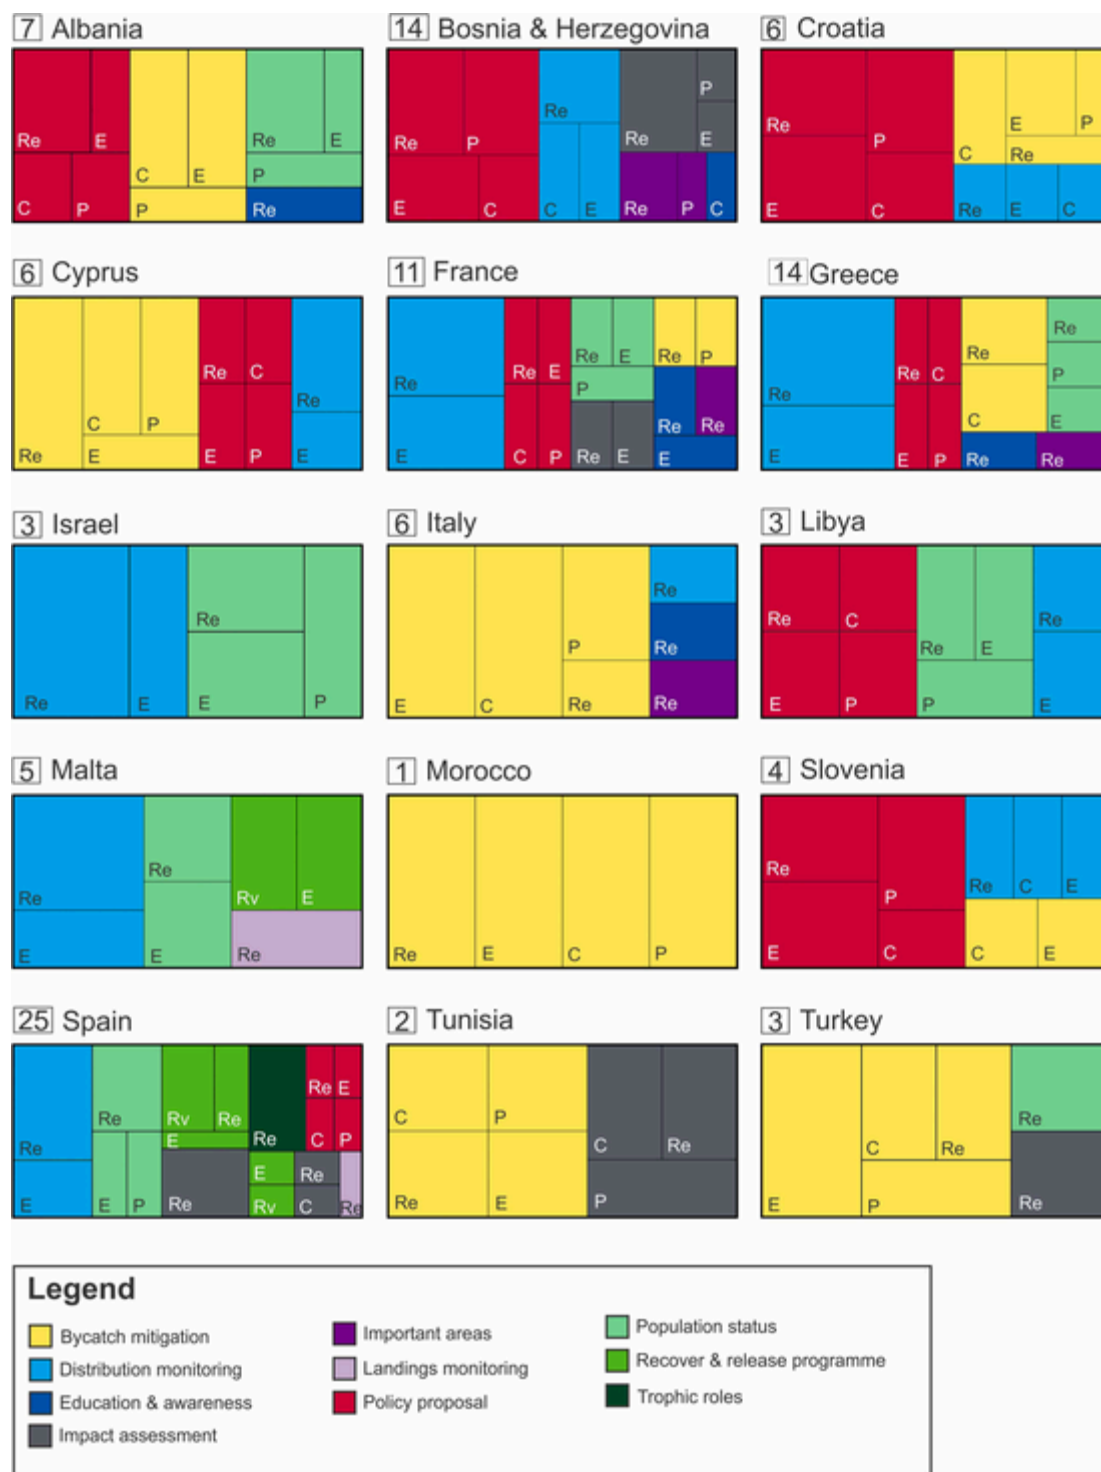 7 Albania
14 Bosnia & Herzegovina
6 Croatia
Re E C P C E P Re E P Re
Re P E C Re C E Re P E Re P C
Re P E C C E P Re Re E C
6 Cyprus
11 France
14 Greece
Re C P E Re C E P Re E
Re E Re E C P Re E P Re E Re P Re Re E
Re E Re C E P Re C Re P E Re Re
3 Israel
6 Italy
3 Libya
Re E Re E P
E C P Re Re Re Re
Re C E P Re E P Re E
5 Malta
1 Morocco
4 Slovenia
Re E Re E Rv E Re
Re E C P
Re P E C Re C E C E
25 Spain
2 Tunisia
3 Turkey
Re E Re E P Rv Re E Re Re Re E C P E Rv Re C Re
C P Re E C Re P
E C Re P Re Re
Legend
Bycatch mitigation
Distribution monitoring
Education & awareness
Impact assessment
Important areas
Landings monitoring
Policy proposal
Population status
Recover & release programme
Trophic roles